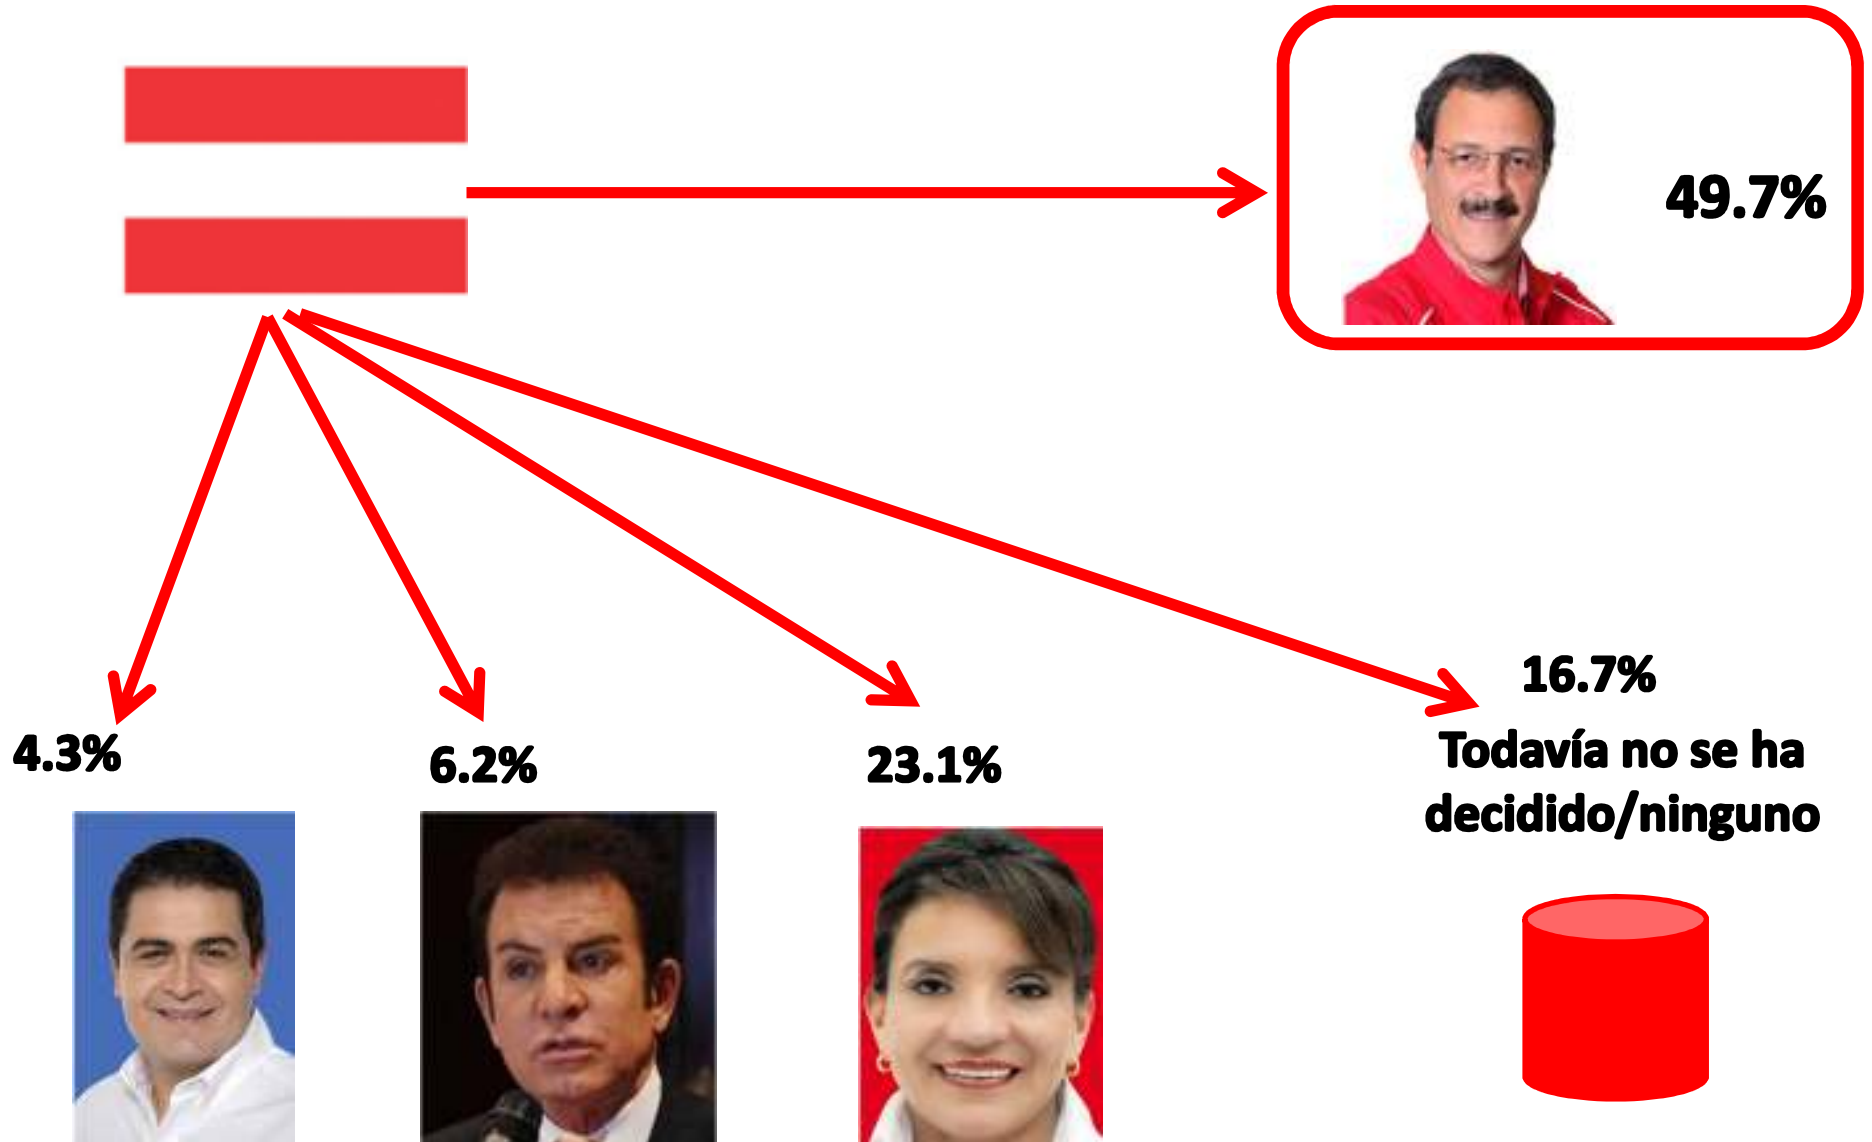 49.7%
16.7%
Todavía no se ha
decidido/ninguno
4.3%
6.2%
23.1%